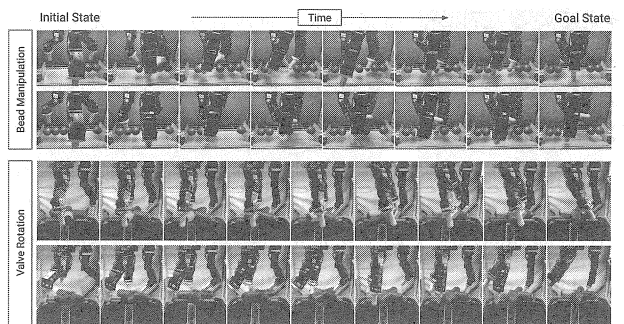 Initial State
Time
Goal State
Bead Manipulation
Valve Rotation